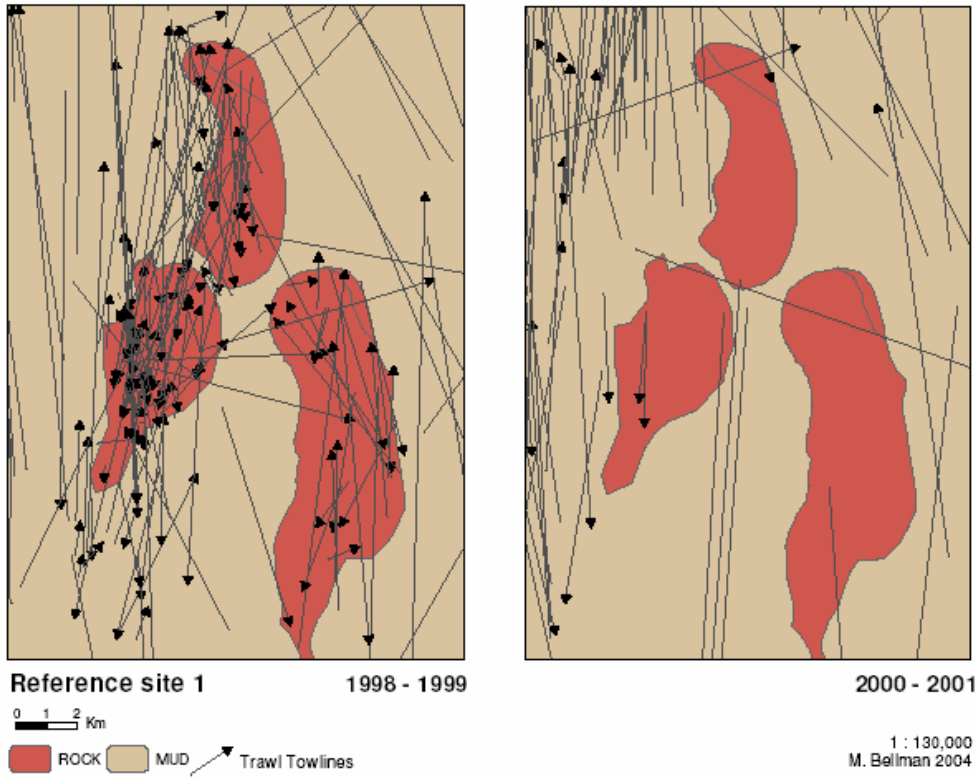 Reference site 1 1998 - 1999 2000 - 2001
0 1 2 Km
ROCK MUD Trawl Towlines
1 : 130,000
M. Bellman 2004